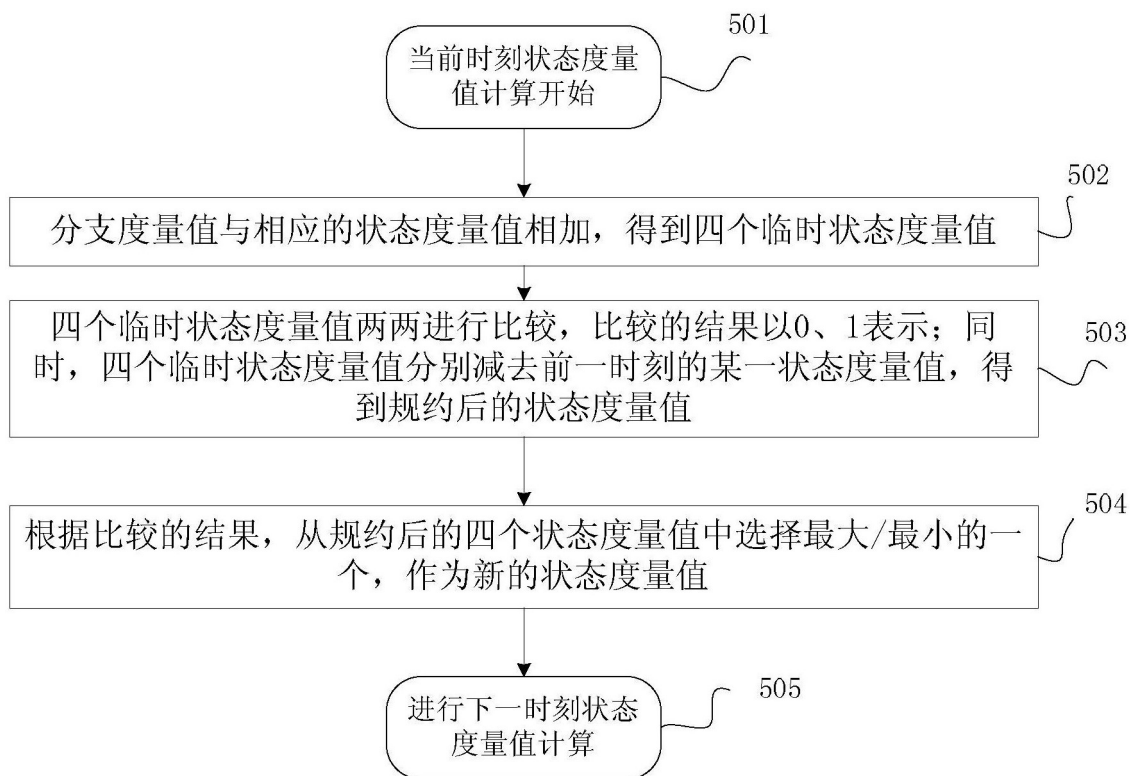 当前时刻状态度量
值计算开始
501
502
分支度量值与相应的状态度量值相加，得到四个临时状态度量值
四个临时状态度量值两两进行比较，比较的结果以0、1表示；同
时，四个临时状态度量值分别减去前一时刻的某一状态度量值，得
到规约后的状态度量值
503
504
根据比较的结果，从规约后的四个状态度量值中选择最大/最小的一
个，作为新的状态度量值
505
进行下一时刻状态
度量值计算